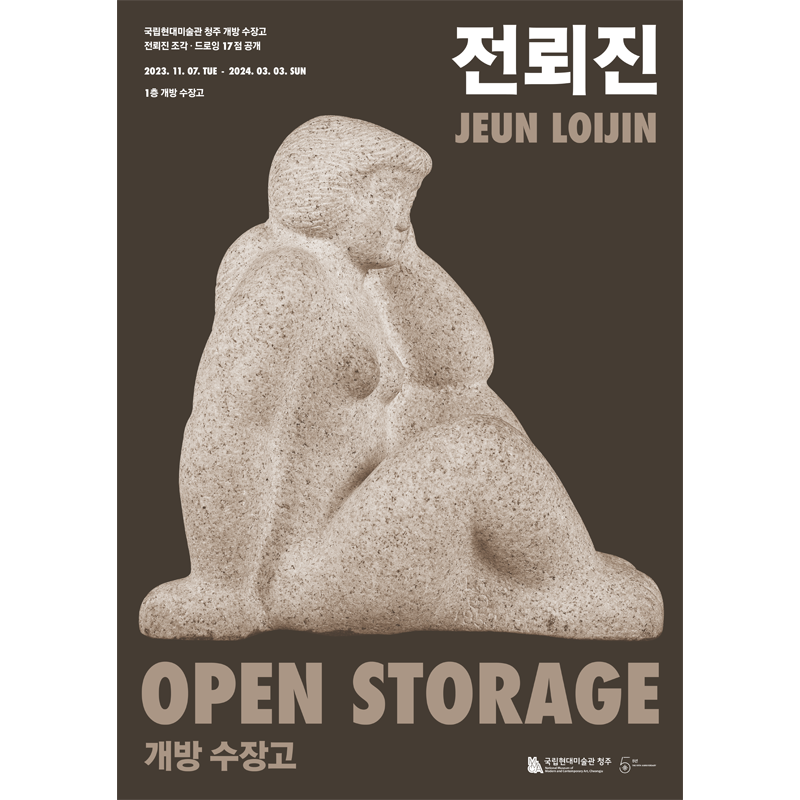 국립현대미술관 청주 개방 수장고
전뢰진 조각 · 드로잉 17점 공개
2023. 11. 07. TUE - 2024. 03. 03. SUN
1층 개방 수장고
전뢰진
JEUN LOIJIN
OPEN STORAGE
개방 수장고
국립현대미술관 청주
National Museum of
Modern and Contemporary Art, Cheongju
5 주년